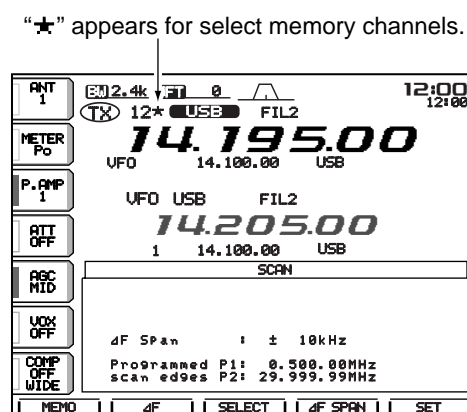 “★” appears for select memory channels.
ANT 1
BW 2.4k SFT 0
12:00
12:00
TX 12★ USB FIL2
METER Po
14.195.00
VFO 14.100.00 USB
P.AMP 1
VFO USB FIL2
ATT OFF
14.205.00
1 14.100.00 USB
AGC MID
SCAN
VOX OFF
⊿F SPan : ± 10kHz
COMP OFF WIDE
Programmed P1: 0.500.00MHz
scan edges P2: 29.999.99MHz
MEMO ⊿F SELECT ⊿F SPAN SET